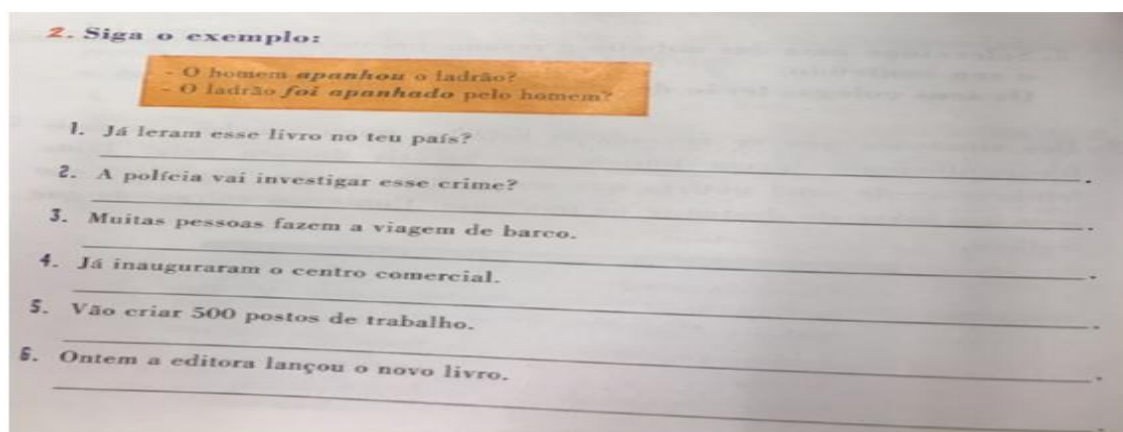 2. Siga o exemplo:
- O homem apanhou o ladrão?
- O ladrão foi apanhado pelo homem?
1. Já leram esse livro no teu país?
.
2. A polícia vai investigar esse crime?
.
3. Muitas pessoas fazem a viagem de barco.
.
4. Já inauguraram o centro comercial.
.
5. Vão criar 500 postos de trabalho.
.
6. Ontem a editora lançou o novo livro.
.